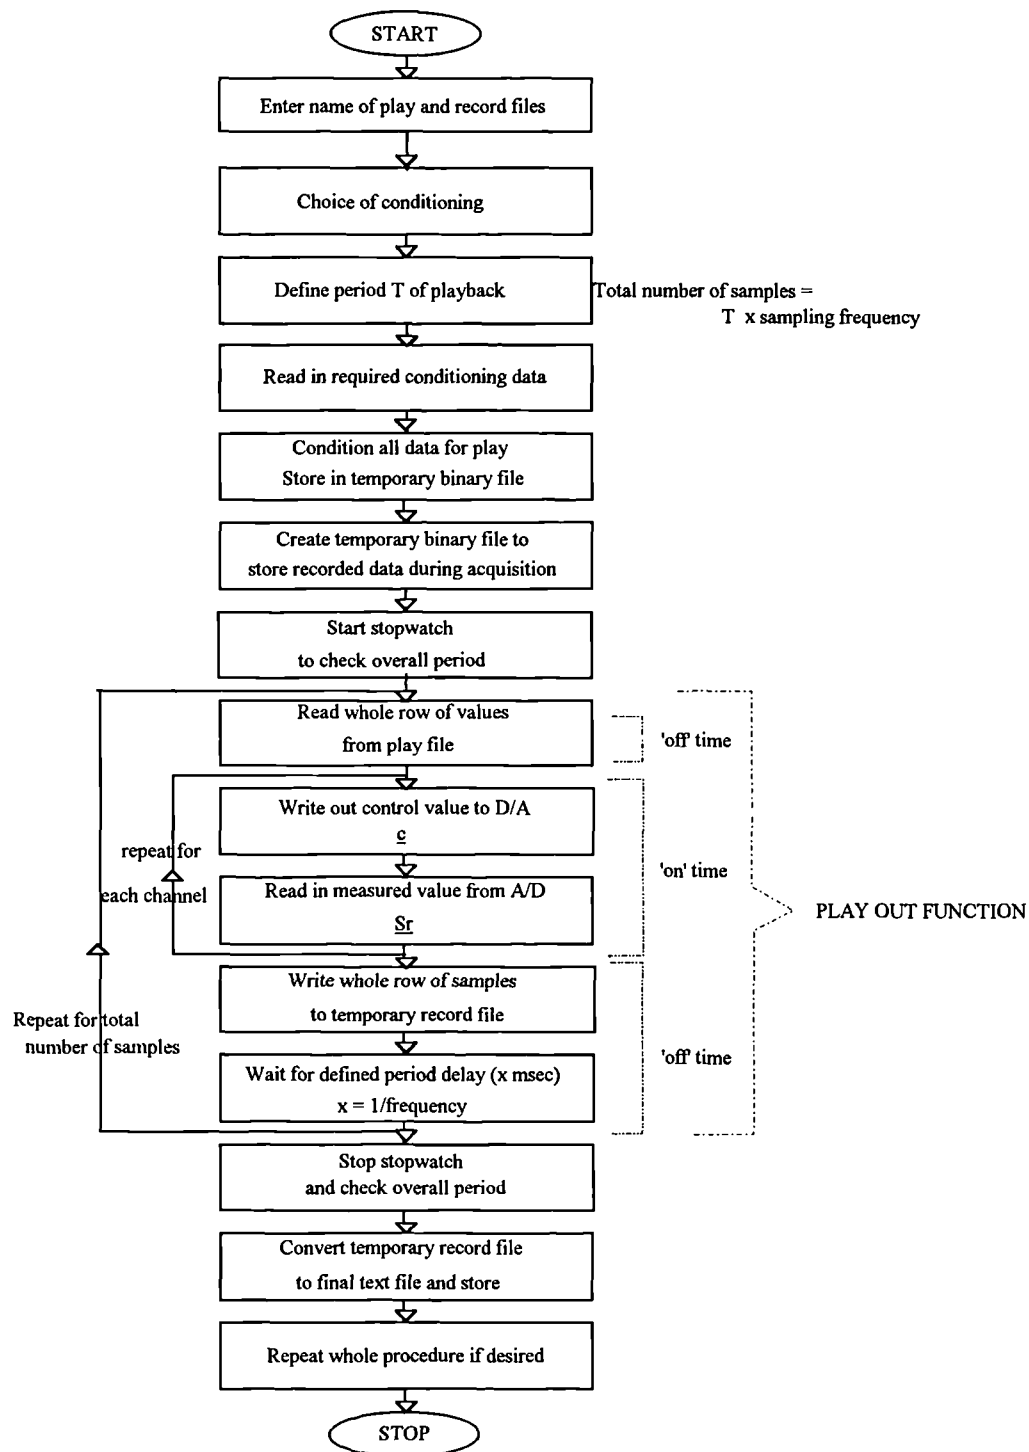 START
Enter name of play and record files
Choice of conditioning
Define period T of playback
Total number of samples =
T x sampling frequency
Read in required conditioning data
Condition all data for play
Store in temporary binary file
Create temporary binary file to
store recorded data during acquisition
Start stopwatch
to check overall period
Read whole row of values
from play file
'off' time
Write out control value to D/A
c
repeat for
each channel
Read in measured value from A/D
Sr
'on' time
PLAY OUT FUNCTION
Write whole row of samples
to temporary record file
Repeat for total
number of samples
Wait for defined period delay (x msec)
x = 1/frequency
'off' time
Stop stopwatch
and check overall period
Convert temporary record file
to final text file and store
Repeat whole procedure if desired
STOP